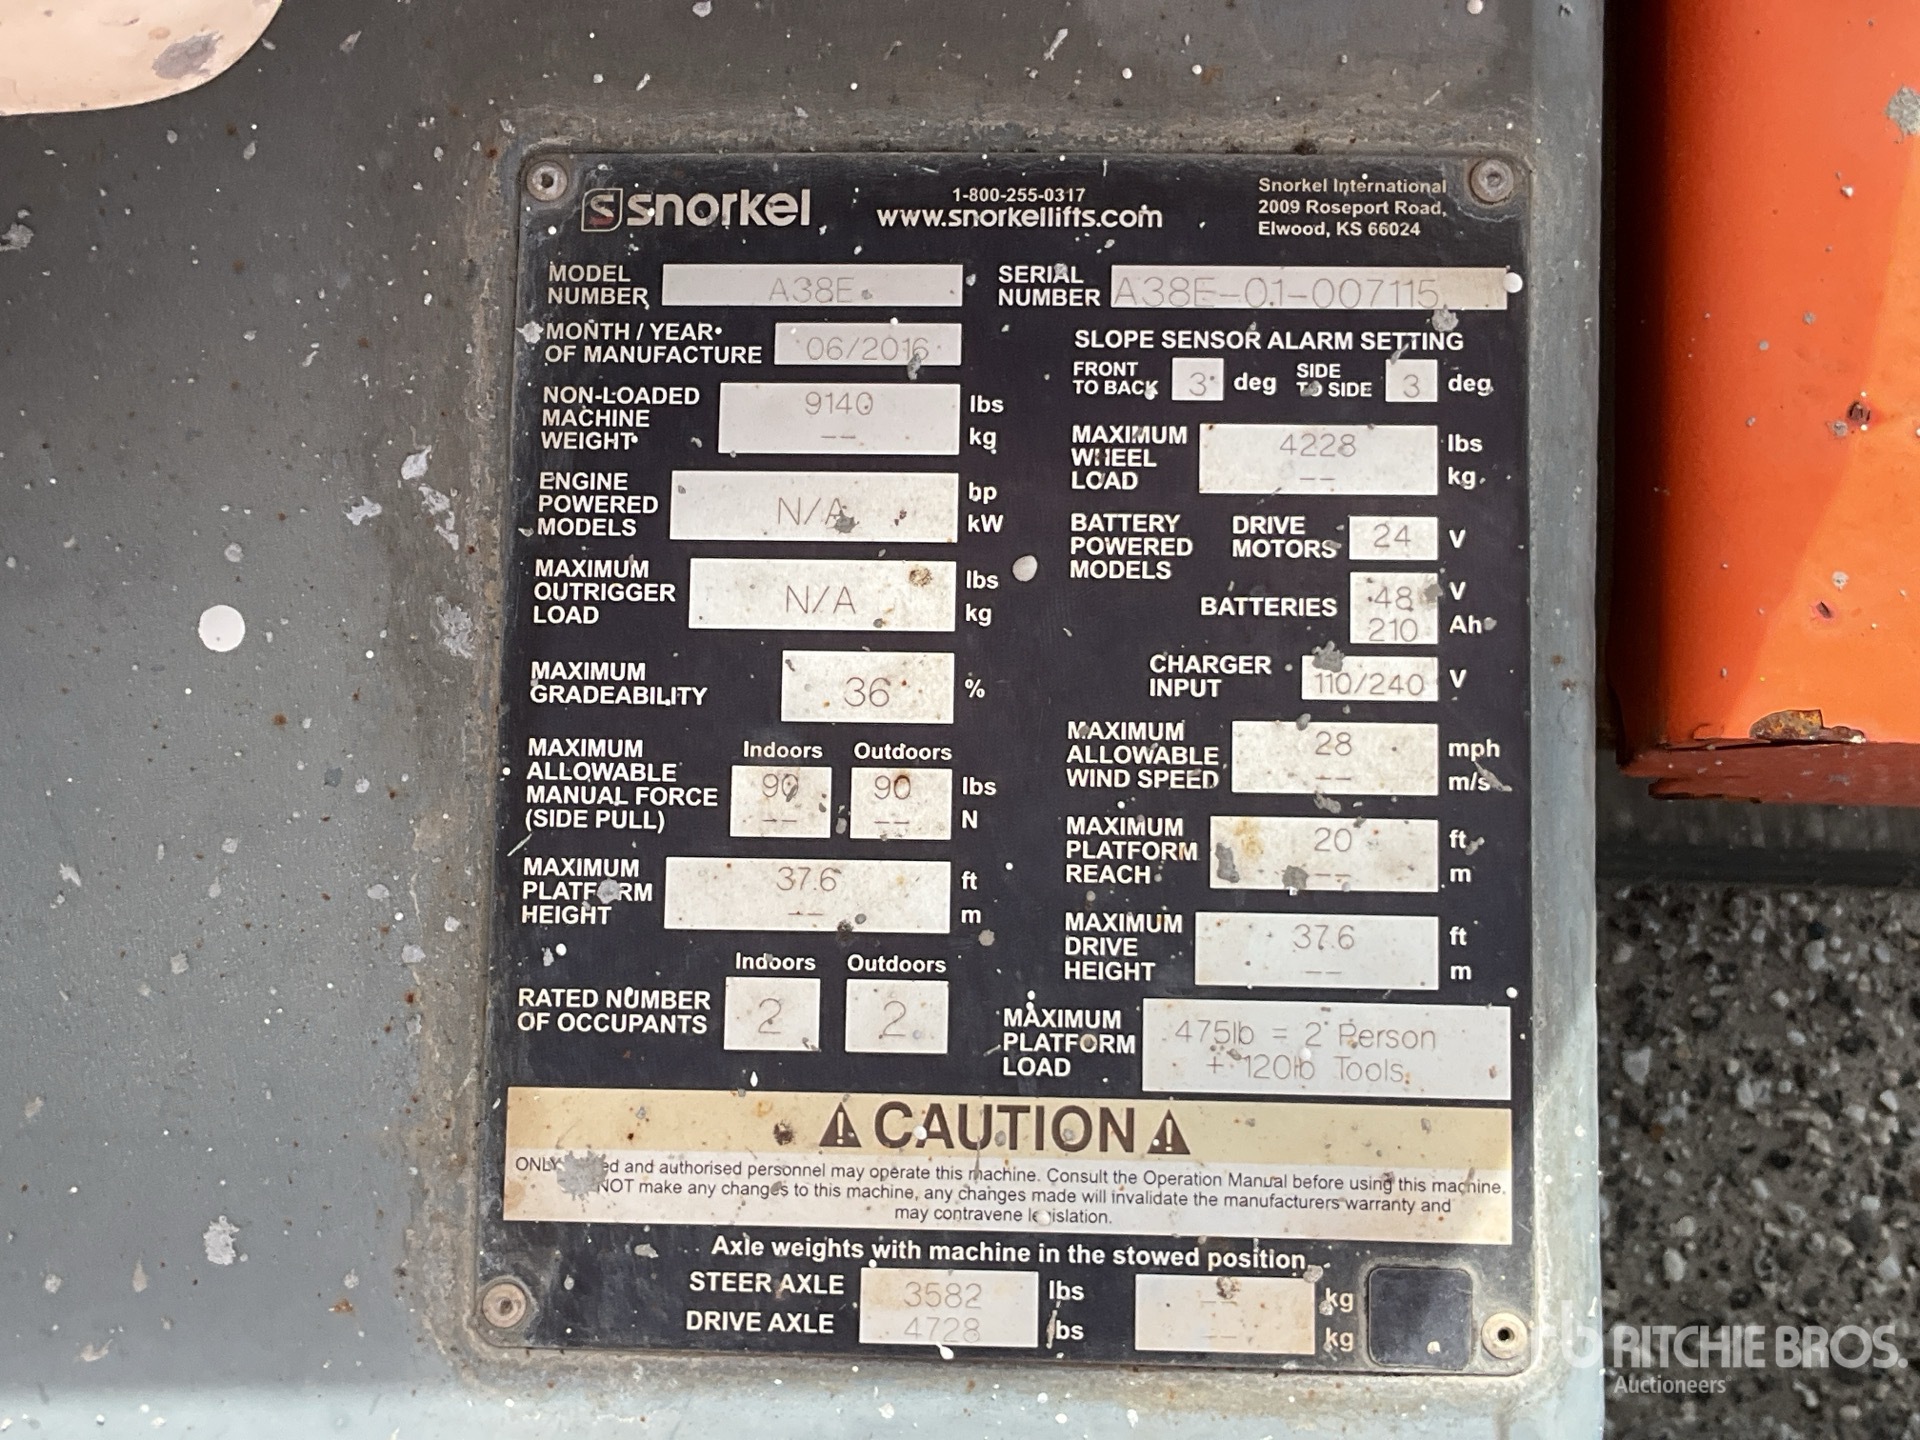 snorkel
1-800-255-0317
www.snorkellifts.com
Snorkel International
2009 Roseport Road,
Elwood, KS 66024
MODEL
NUMBER
A38E
SERIAL
NUMBER
A38E-01-007115
MONTH / YEAR
OF MANUFACTURE
06/2016
SLOPE SENSOR ALARM SETTING
FRONT
TO BACK
3
deg
SIDE
TO SIDE
3
deg
NON-LOADED
MACHINE
WEIGHT
9140
--
lbs
kg
MAXIMUM
WHEEL
LOAD
4228
--
lbs
kg
ENGINE
POWERED
MODELS
N/A
bp
kW
BATTERY
POWERED
MODELS
DRIVE
MOTORS
24
V
MAXIMUM
OUTRIGGER
LOAD
N/A
lbs
kg
BATTERIES
48
210
V
Ah
MAXIMUM
GRADEABILITY
36
%
CHARGER
INPUT
110/240
V
MAXIMUM
ALLOWABLE
MANUAL FORCE
(SIDE PULL)
Indoors
Outdoors
90
--
90
--
lbs
N
MAXIMUM
ALLOWABLE
WIND SPEED
28
--
mph
m/s
MAXIMUM
PLATFORM
HEIGHT
37.6
--
ft
m
MAXIMUM
PLATFORM
REACH
20
--
ft
m
MAXIMUM
DRIVE
HEIGHT
37.6
--
ft
m
RATED NUMBER
OF OCCUPANTS
Indoors
Outdoors
2
2
MAXIMUM
PLATFORM
LOAD
475lb = 2 Person
+ 120lb Tools
CAUTION
ONLY and authorised personnel may operate this machine. Consult the Operation Manual before using this machine.
NOT make any changes to this machine, any changes made will invalidate the manufacturers warranty and
may contravene legislation.
Axle weights with machine in the stowed position
STEER AXLE
3582
lbs
--
kg
DRIVE AXLE
4728
lbs
--
kg
rb RITCHIE BROS.
Auctioneers